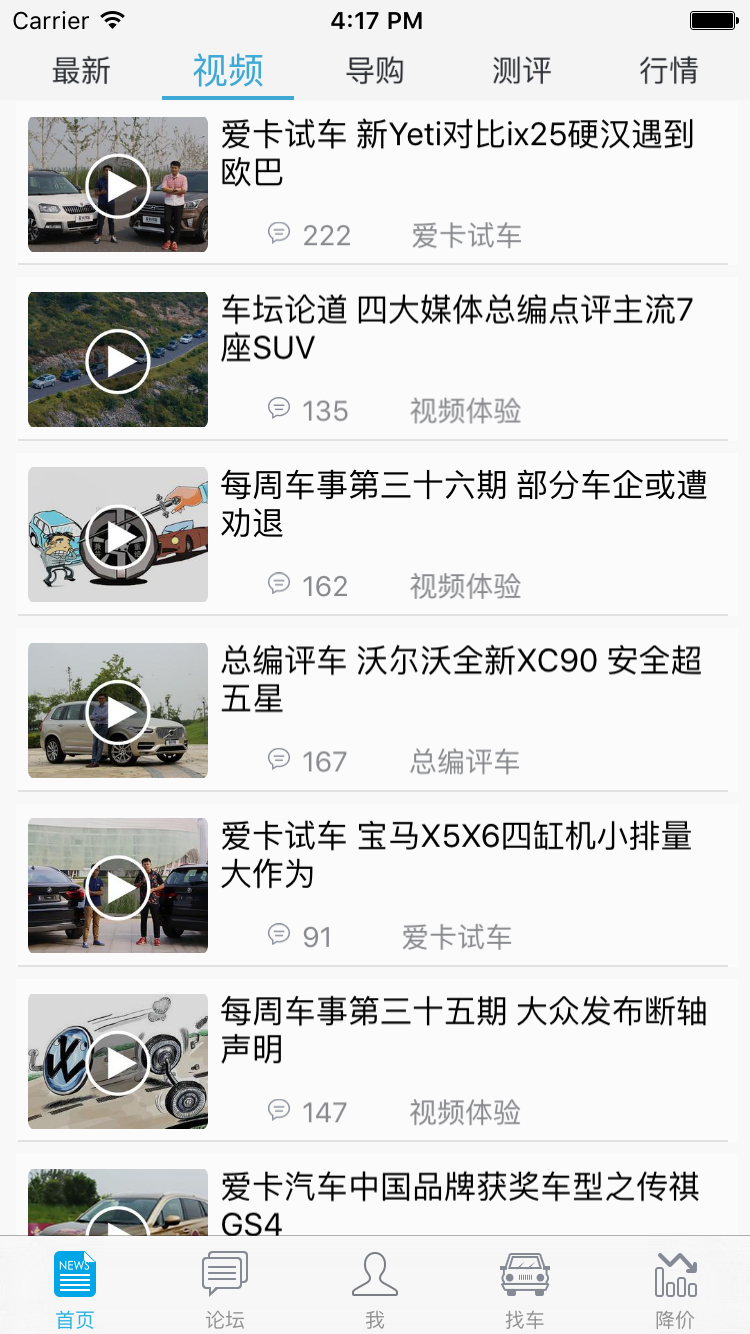 Carrier 4:17 PM
最新 视频 导购 测评 行情
爱卡试车 新Yeti对比ix25硬汉遇到
欧巴
222 爱卡试车
车坛论道 四大媒体总编点评主流7
座SUV
135 视频体验
每周车事第三十六期 部分车企或遭
劝退
162 视频体验
总编评车 沃尔沃全新XC90 安全超
五星
167 总编评车
爱卡试车 宝马X5X6四缸机小排量
大作为
91 爱卡试车
每周车事第三十五期 大众发布断轴
声明
147 视频体验
爱卡汽车中国品牌获奖车型之传祺
GS4
NEWS
首页 论坛 我 找车 降价